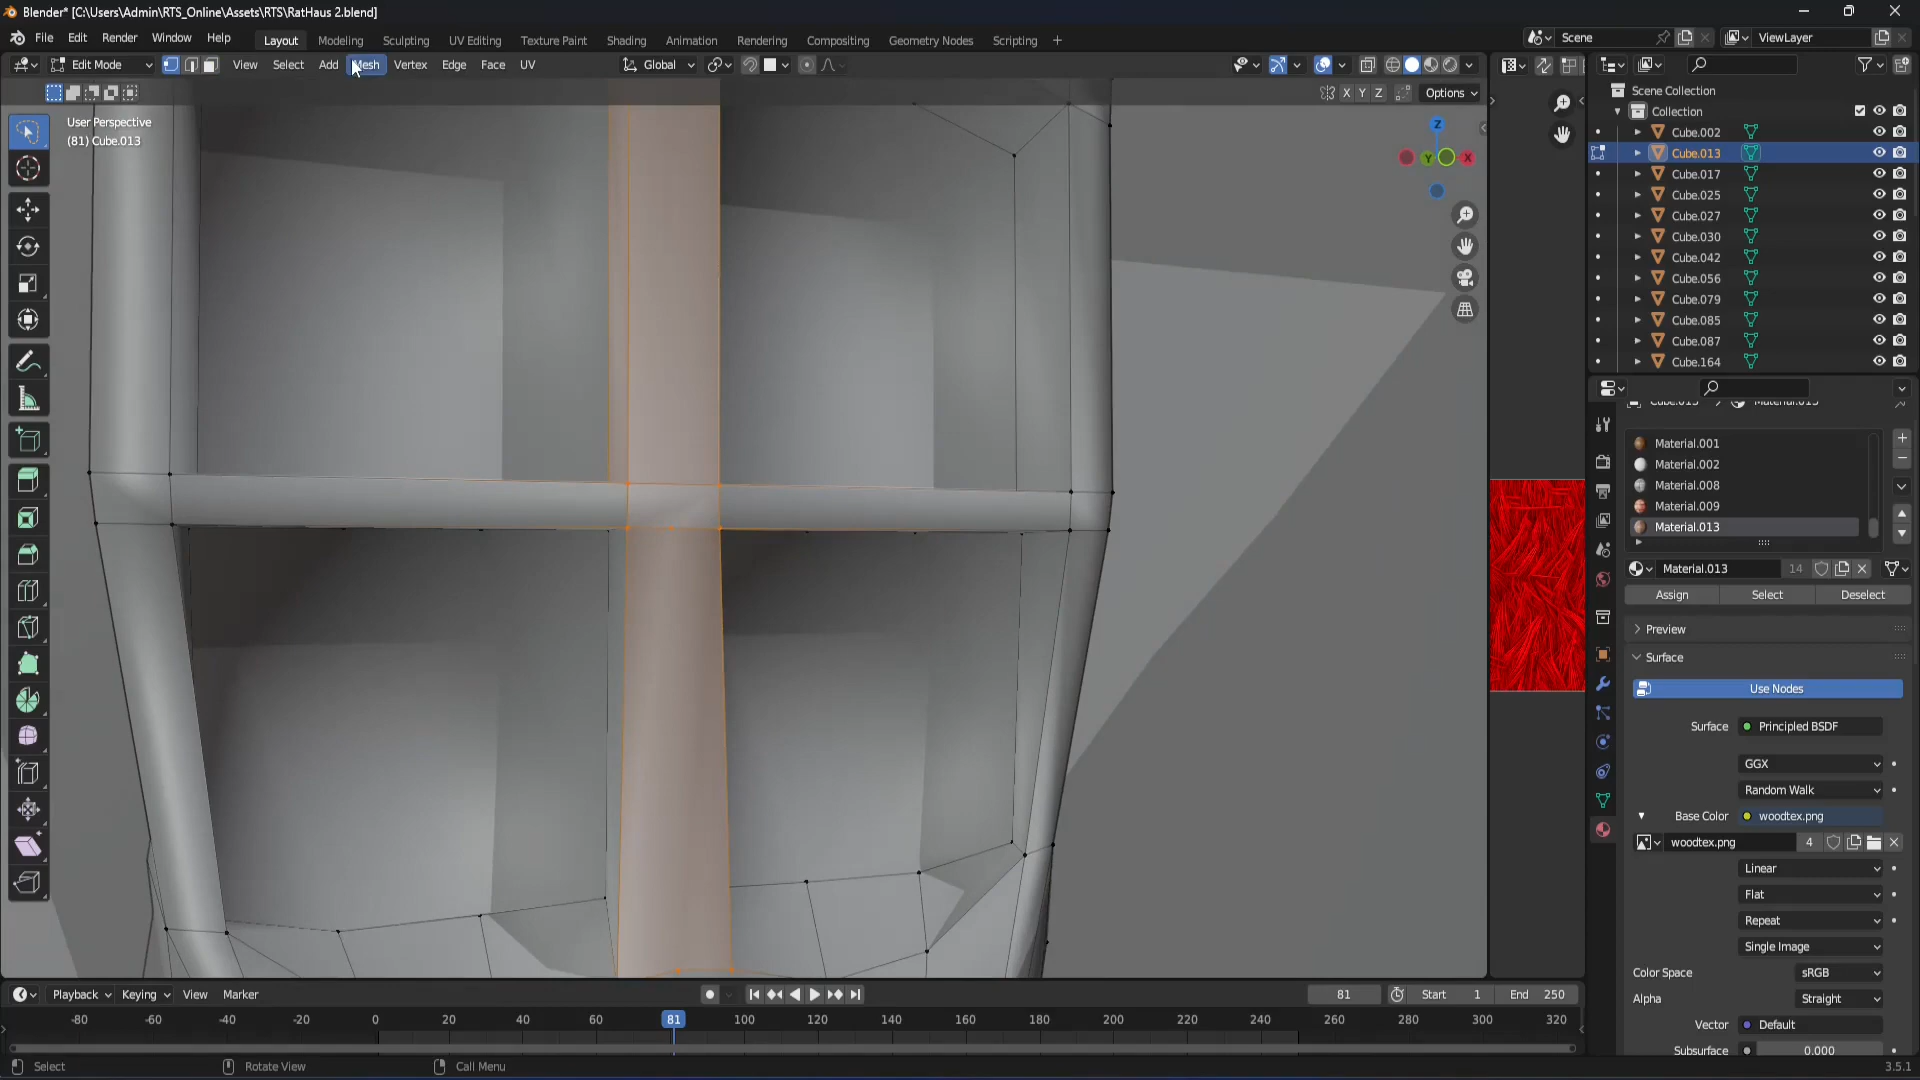 Blender* [C:\Users\Admin\RTS_Online\Assets\RTS\RatHaus 2.blend]
File Edit Render Window Help Layout Modeling Sculpting UV Editing Texture Paint Shading Animation Rendering Compositing Geometry Nodes Scripting + Scene ViewLayer
Edit Mode View Select Add Mesh Vertex Edge Face UV Global
X Y Z Options
User Perspective
(81) Cube.013
Z
Y X
Scene Collection
Collection
Cube.002
Cube.013
Cube.017
Cube.025
Cube.027
Cube.030
Cube.042
Cube.056
Cube.079
Cube.085
Cube.087
Cube.164
Cube.013 Material.013
Material.001
Material.002
Material.008
Material.009
Material.013
Material.013 14
Assign Select Deselect
Preview
Surface
Use Nodes
Surface Principled BSDF
GGX
Random Walk
Base Color woodtex.png
woodtex.png 4
Linear
Flat
Repeat
Single Image
Color Space sRGB
Alpha Straight
Vector Default
Subsurface 0.000
Playback Keying View Marker 81 Start 1 End 250
-80 -60 -40 -20 0 20 40 60 81 100 120 140 160 180 200 220 240 260 280 300 320
Select Rotate View Call Menu 3.5.1